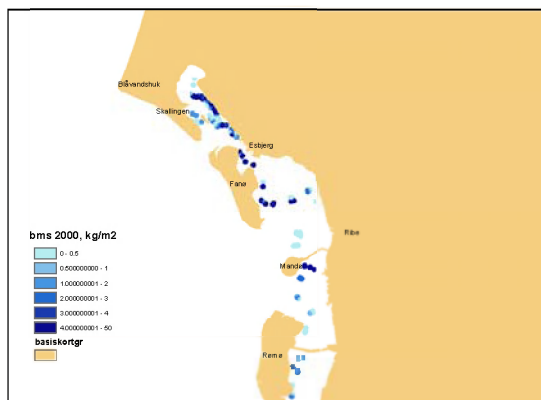 Blåvandshuk
Skallingen
Esbjerg
Fanø
Ribe
Mandø
Rømø
bms 2000, kg/m2
0 - 0.5
0.500000000 - 1
1.000000001 - 2
2.000000001 - 3
3.000000001 - 4
4.000000001 - 50
basiskortgr